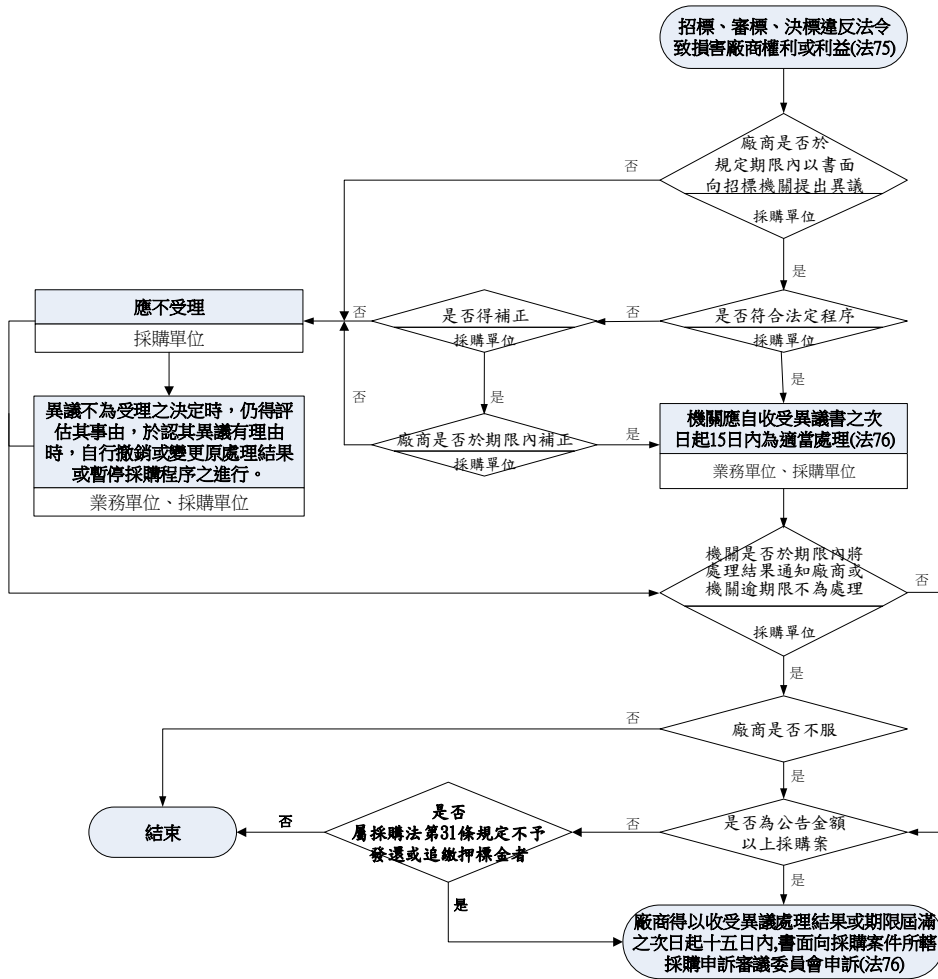 招標、審標、決標違反法令
致損害廠商權利或利益(法75)
廠商是否於
規定期限內以書面
向招標機關提出異議
採購單位
否
是
應不受理
採購單位
否
是否得補正
採購單位
否
是否符合法定程序
採購單位
是
是
異議不為受理之決定時，仍得評
估其事由，於認其異議有理由
時，自行撤銷或變更原處理結果
或暫停採購程序之進行。
業務單位、採購單位
否
廠商是否於期限內補正
採購單位
是
機關應自收受異議書之次
日起15日內為適當處理(法76)
業務單位、採購單位
機關是否於期限內將
處理結果通知廠商或
機關逾期限不為處理
採購單位
否
是
否
廠商是否不服
是
結束
否
是否
屬採購法第31條規定不予
發還或追繳押標金者
否
是否為公告金額
以上採購案
是
是
廠商得以收受異議處理結果或期限屆滿
之次日起十五日內,書面向採購案件所轄
採購申訴審議委員會申訴(法76)